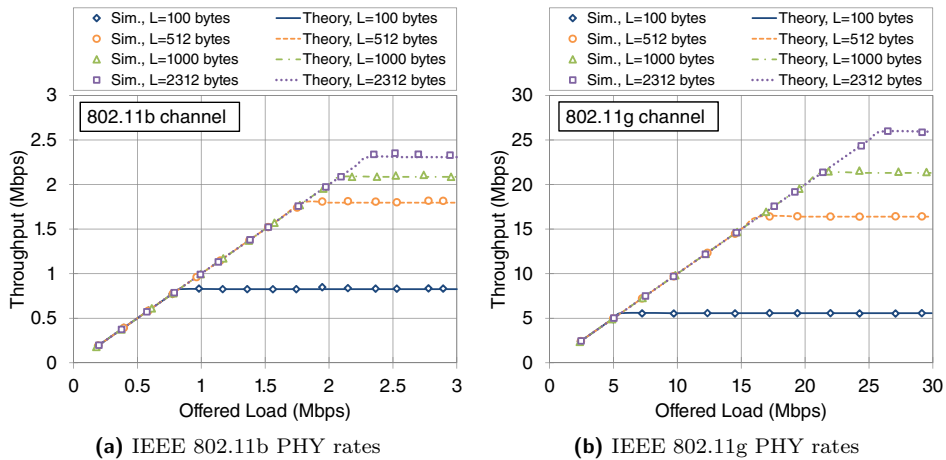 Sim., L=100 bytes
Theory, L=100 bytes
Sim., L=512 bytes
Theory, L=512 bytes
Sim., L=1000 bytes
Theory, L=1000 bytes
Sim., L=2312 bytes
Theory, L=2312 bytes
3
2.5
2
1.5
1
0.5
0
802.11b channel
Throughput (Mbps)
0
0.5
1
1.5
2
2.5
3
Offered Load (Mbps)
(a) IEEE 802.11b PHY rates
Sim., L=100 bytes
Theory, L=100 bytes
Sim., L=512 bytes
Theory, L=512 bytes
Sim., L=1000 bytes
Theory, L=1000 bytes
Sim., L=2312 bytes
Theory, L=2312 bytes
30
25
20
15
10
5
0
802.11g channel
Throughput (Mbps)
0
5
10
15
20
25
30
Offered Load (Mbps)
(b) IEEE 802.11g PHY rates